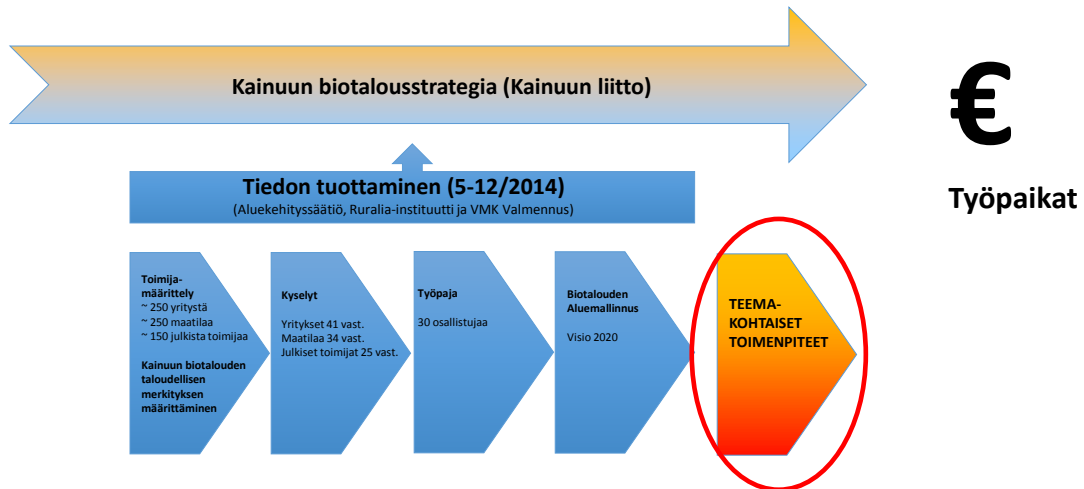 Kainuun biotalousstrategia (Kainuun liitto)
€
Työpaikat
Tiedon tuottaminen (5-12/2014)
(Aluekehityssäätiö, Ruralia-instituutti ja VMK Valmennus)
Toimija-
määrittely
~ 250 yritystä
~ 250 maatilaa
~ 150 julkista toimijaa
Kainuun biotalouden
taloudellisen
merkityksen
määrittäminen
Kyselyt
Yritykset 41 vast.
Maatilaa 34 vast.
Julkiset toimijat 25 vast.
Työpaja
30 osallistujaa
Biotalouden
Aluemallinnus
Visio 2020
TEEMA-
KOHTAISET
TOIMENPITEET